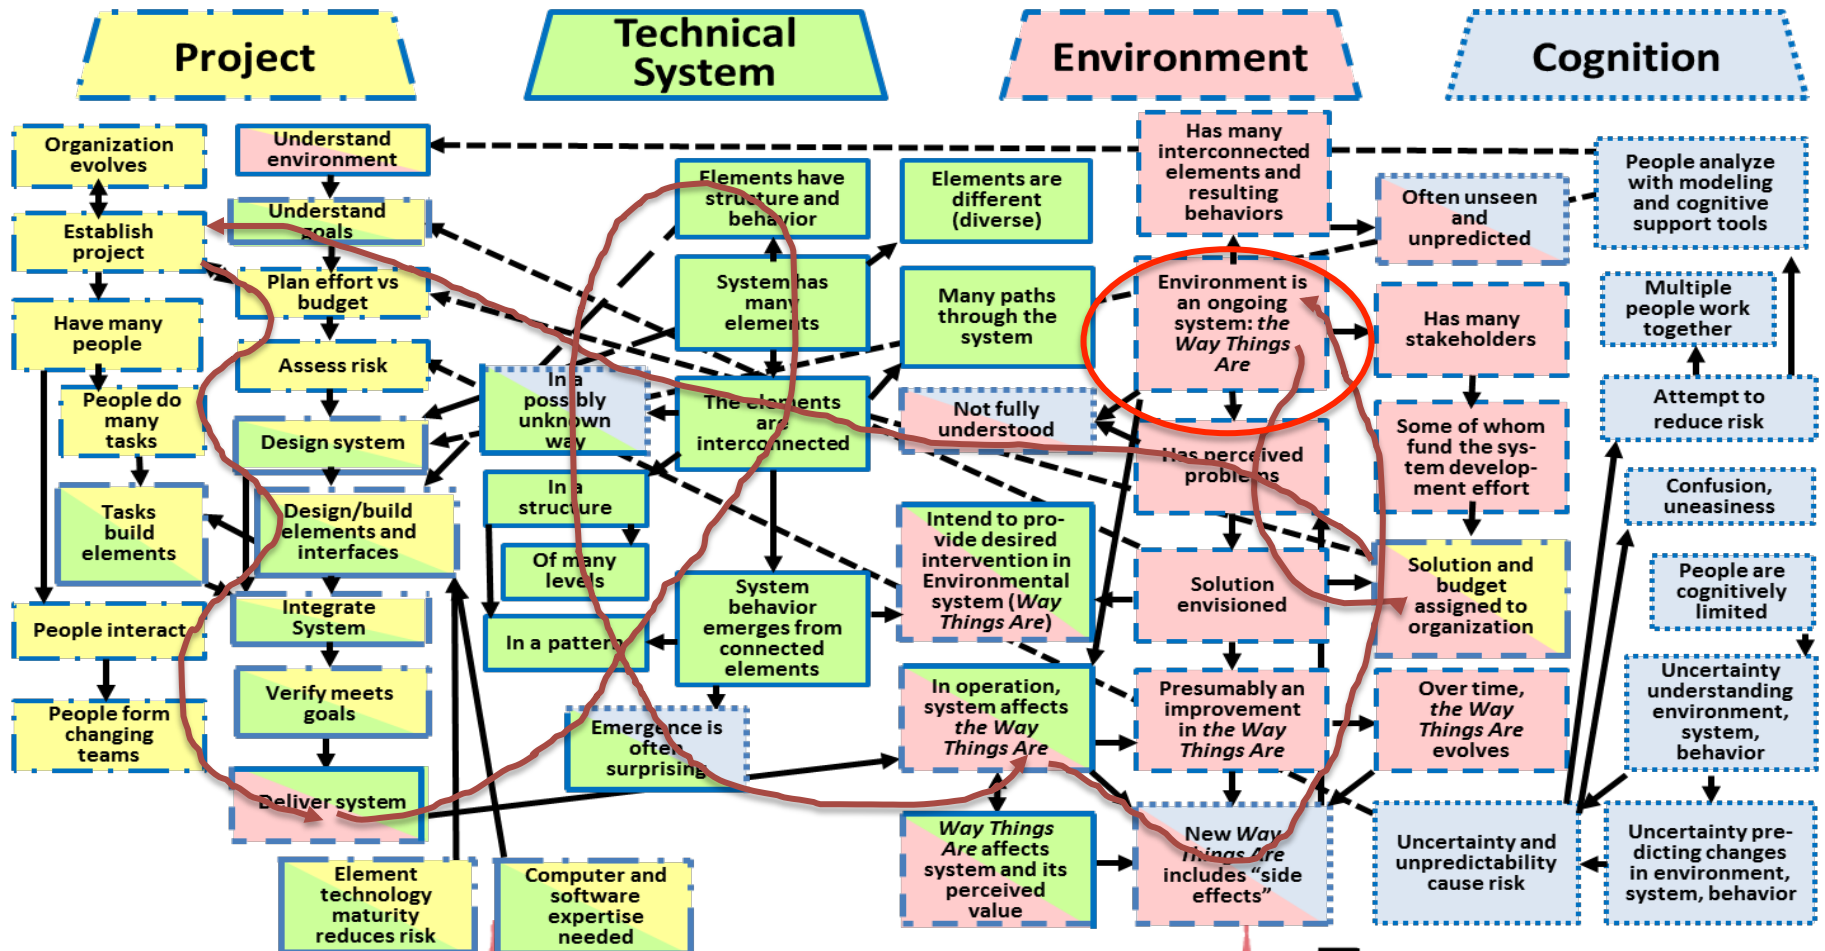 Project
Technical
System
Environment
Cognition
Organization
evolves
Establish
project
Have many
people
People do
many
tasks
Tasks
build
elements
People interact
People form
changing
teams
Understand
environment
Understand
goals
Plan effort vs
budget
Assess risk
Design system
Design/build
elements and
interfaces
Integrate
System
Verify meets
goals
Deliver system
Element
technology
maturity
reduces risk
Computer and
software
expertise
needed
Elements have
structure and
behavior
System has
many
elements
In a
possibly
unknown
way
The elements
are
interconnected
In a
structure
Of many
levels
In a pattern
System
behavior
emerges from
connected
elements
Emergence is
often
surprising
Elements are
different
(diverse)
Many paths
through the
system
Not fully
understood
Intend to pro-
vide desired
intervention in
Environmental
system (Way
Things Are)
In operation,
system affects
the Way
Things Are
Way Things
Are affects
system and its
perceived
value
Has many
interconnected
elements and
resulting
behaviors
Environment is
an ongoing
system: the
Way Things
Are
Has perceived
problems
Solution
envisioned
Presumably an
improvement
in the Way
Things Are
New Way
Things Are
includes “side
effects”
Often unseen
and
unpredicted
Has many
stakeholders
Some of whom
fund the sys-
tem develop-
ment effort
Solution and
budget
assigned to
organization
Over time,
the Way
Things Are
evolves
Uncertainty and
unpredictability
cause risk
People analyze
with modeling
and cognitive
support tools
Multiple
people work
together
Attempt to
reduce risk
Confusion,
uneasiness
People are
cognitively
limited
Uncertainty
understanding
environment,
system,
behavior
Uncertainty pre-
dicting changes
in environment,
system, behavior